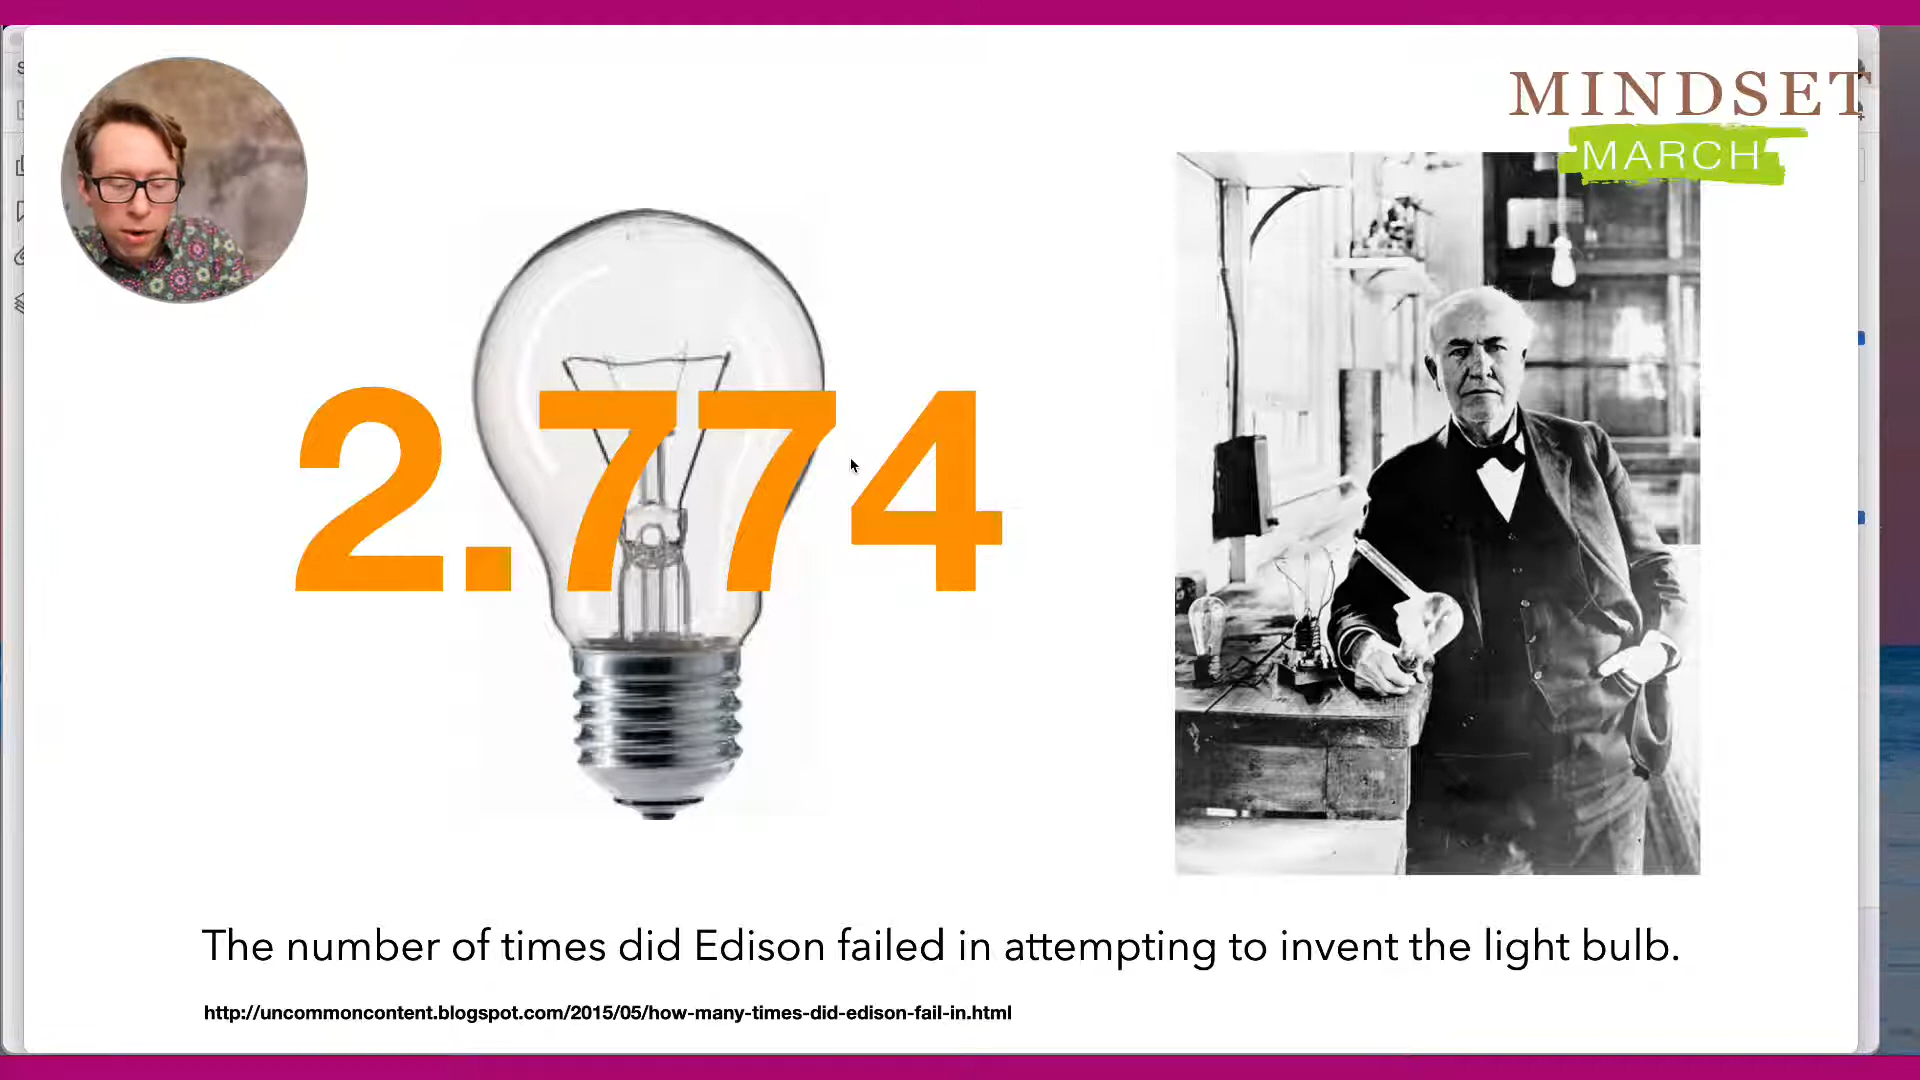 MINDSET
MARCH
2.774
The number of times did Edison failed in attempting to invent the light bulb.
http://uncommoncontent.blogspot.com/2015/05/how-many-times-did-edison-fail-in.html